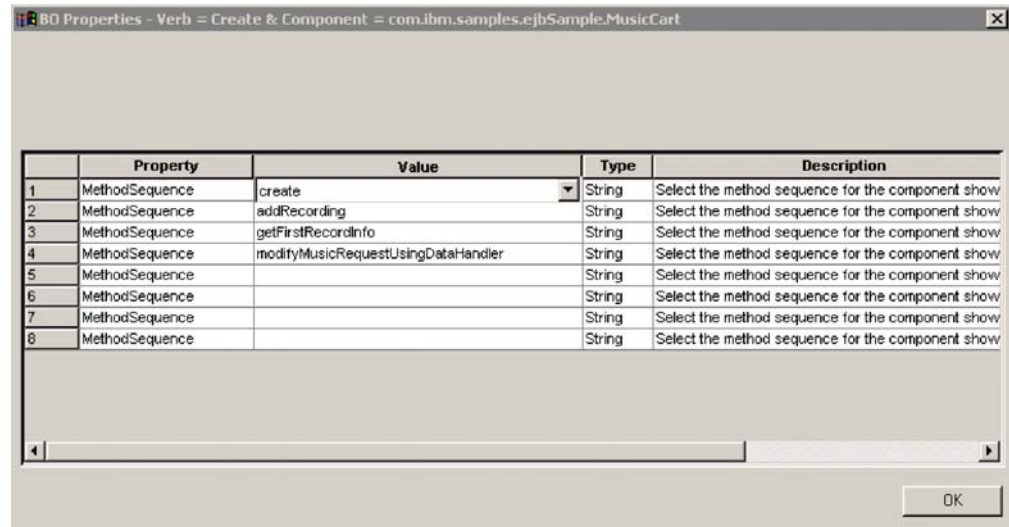 BO Properties - Verb = Create & Component = com.ibm.samples.ejbSample.MusicCart
Property Value Type Description
1 MethodSequence create String Select the method sequence for the component show
2 MethodSequence addRecording String Select the method sequence for the component show
3 MethodSequence getFirstRecordInfo String Select the method sequence for the component show
4 MethodSequence modifyMusicRequestUsingDataHandler String Select the method sequence for the component show
5 MethodSequence String Select the method sequence for the component show
6 MethodSequence String Select the method sequence for the component show
7 MethodSequence String Select the method sequence for the component show
8 MethodSequence String Select the method sequence for the component show
OK